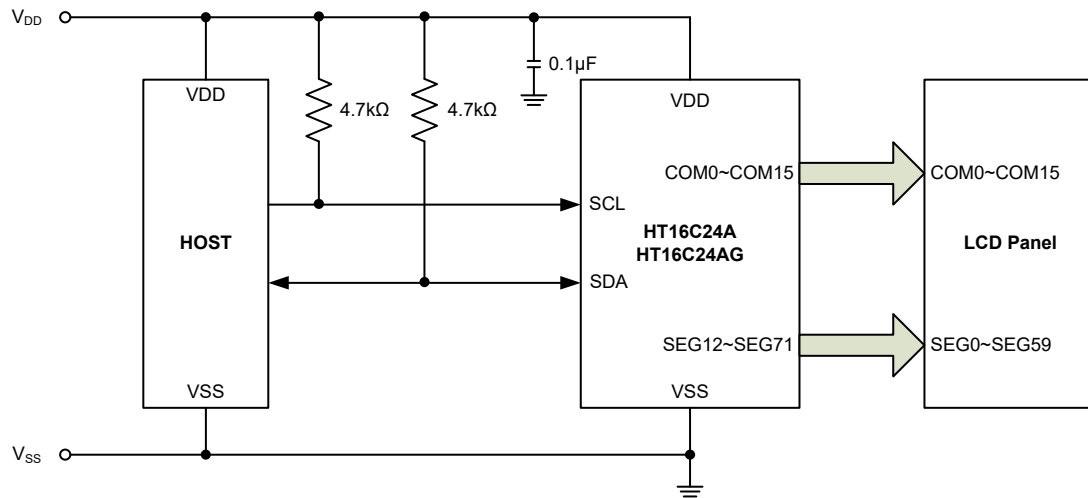 VDD
0.1µF
VDD
VDD
4.7kΩ
4.7kΩ
COM0~COM15
COM0~COM15
SCL
HOST
HT16C24A
HT16C24AG
LCD Panel
SDA
SEG12~SEG71
SEG0~SEG59
VSS
VSS
VSS